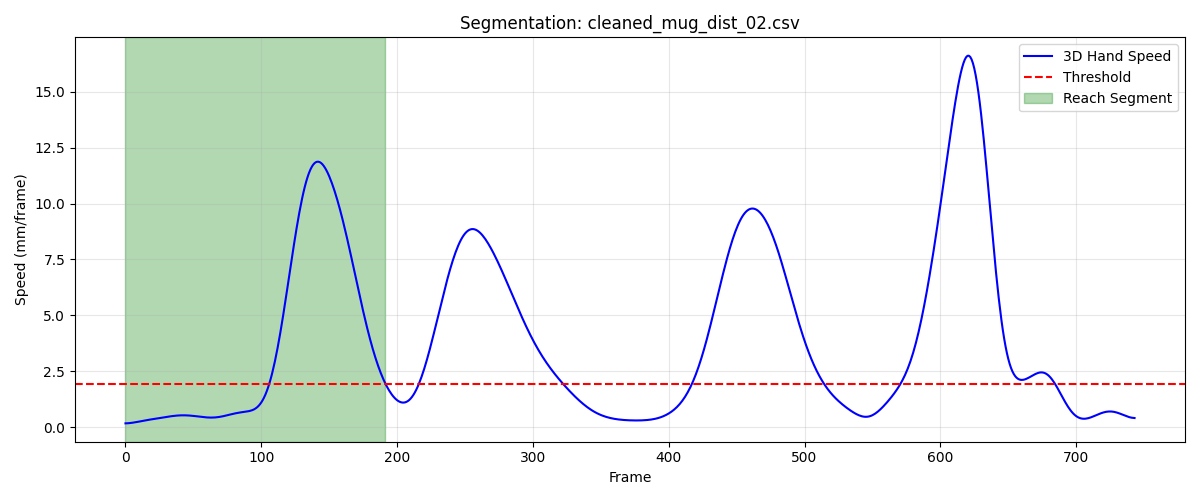 Segmentation: cleaned_mug_dist_02.csv
3D Hand Speed
Threshold
Reach Segment
Speed (mm/frame)
15.0
12.5
10.0
7.5
5.0
2.5
0.0
0 100 200 300 400 500 600 700
Frame